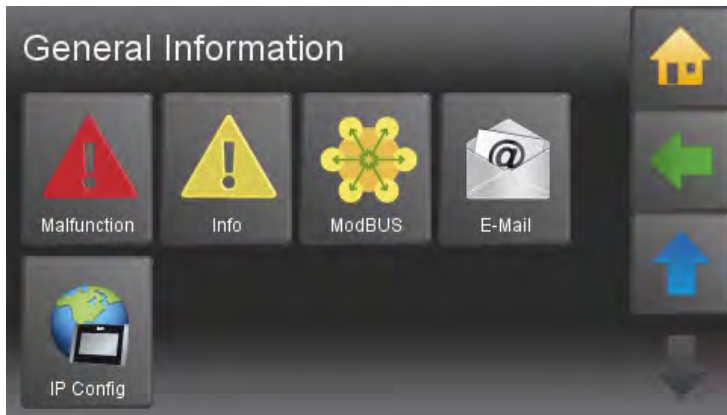 General Information
Malfunction
Info
ModBUS
E-Mail
@
IP Config